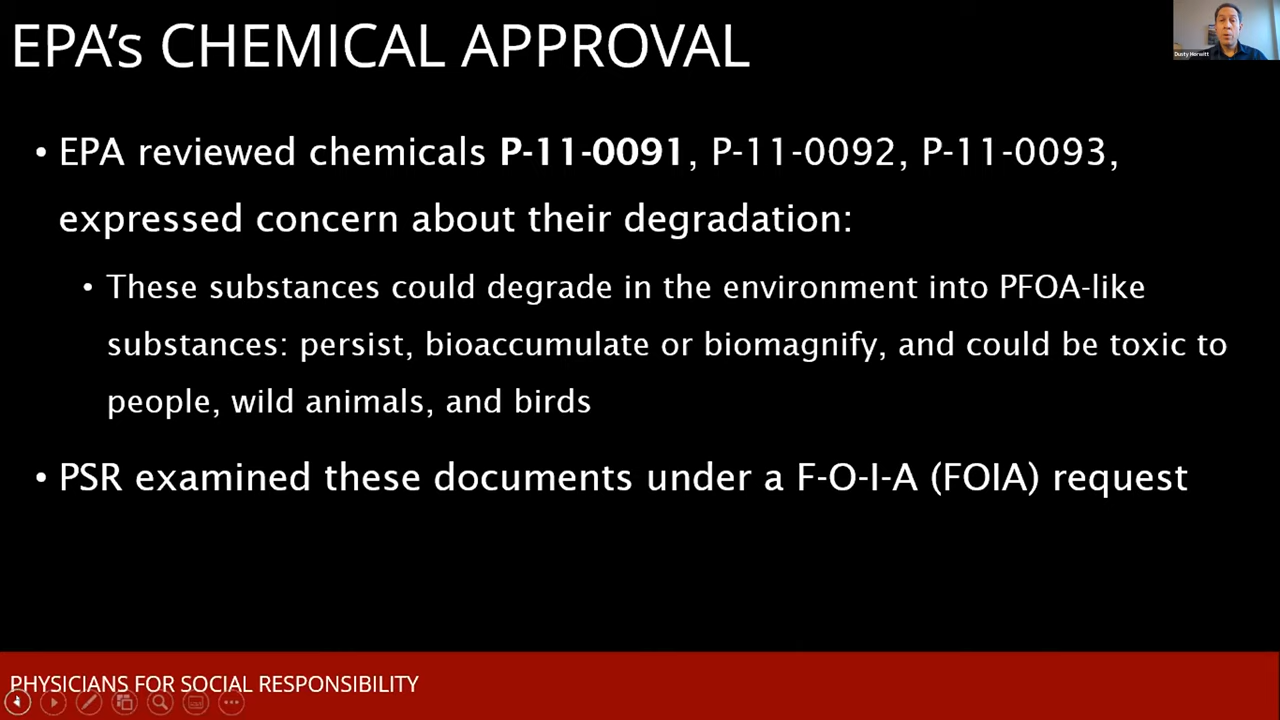 EPA's CHEMICAL APPROVAL
• EPA reviewed chemicals P-11-0091, P-11-0092, P-11-0093,
expressed concern about their degradation:
• These substances could degrade in the environment into PFOA-like
substances: persist, bioaccumulate or biomagnify, and could be toxic to
people, wild animals, and birds
• PSR examined these documents under a F-O-I-A (FOIA) request
PHYSICIANS FOR SOCIAL RESPONSIBILITY
Dusty Horwitt